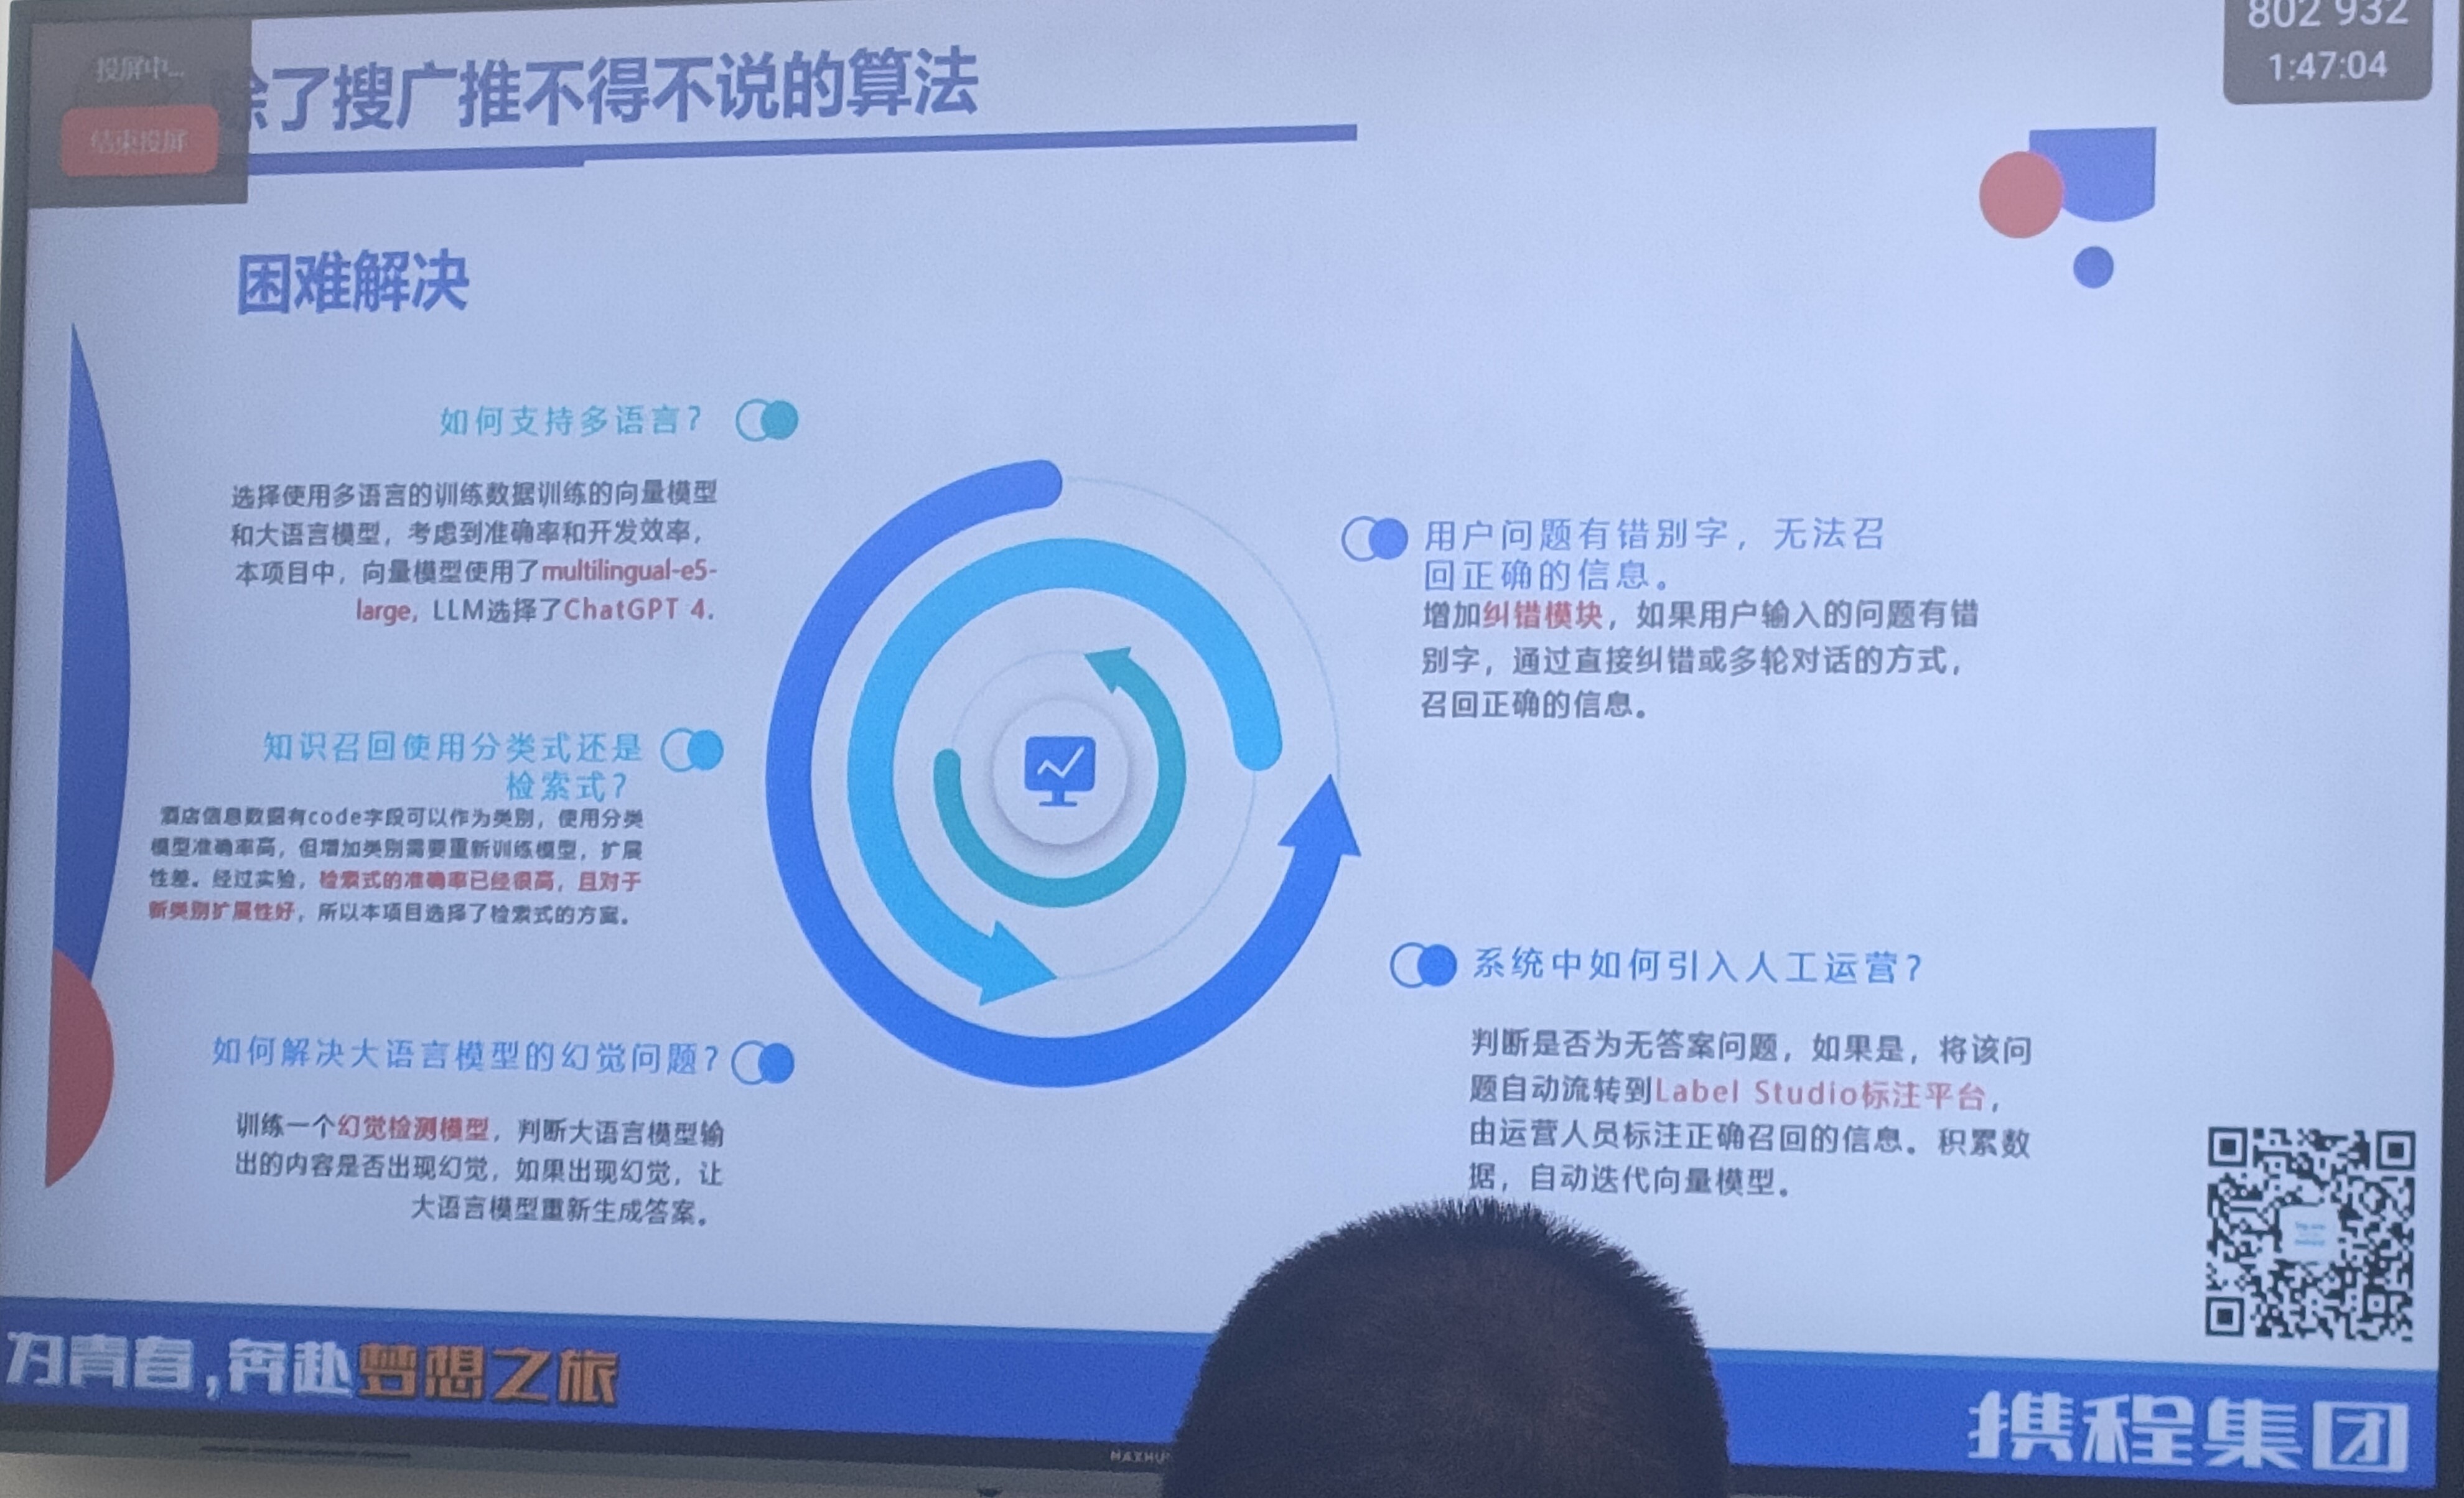 802 932
1:47:04
投屏中...
结束投屏
除了搜广推不得不说的算法
困难解决
如何支持多语言？
选择使用多语言的训练数据训练的向量模型
和大语言模型，考虑到准确率和开发效率，
本项目中，向量模型使用了multilingual-e5-
large，LLM选择了ChatGPT 4.
知识召回使用分类式还是
检索式？
酒店信息数据有code字段可以作为类别，使用分类
模型准确率高，但增加类别需要重新训练模型，扩展
性差。经过实验，检索式的准确率已经很高，且对于
新类别扩展性好，所以本项目选择了检索式的方案。
如何解决大语言模型的幻觉问题？
训练一个幻觉检测模型，判断大语言模型输
出的内容是否出现幻觉，如果出现幻觉，让
大语言模型重新生成答案。
用户问题有错别字，无法召
回正确的信息。
增加纠错模块，如果用户输入的问题有错
别字，通过直接纠错或多轮对话的方式，
召回正确的信息。
系统中如何引入人工运营？
判断是否为无答案问题，如果是，将该问
题自动流转到Label Studio标注平台，
由运营人员标注正确召回的信息。积累数
据，自动迭代向量模型。
为青春,奔赴梦想之旅
携程集团